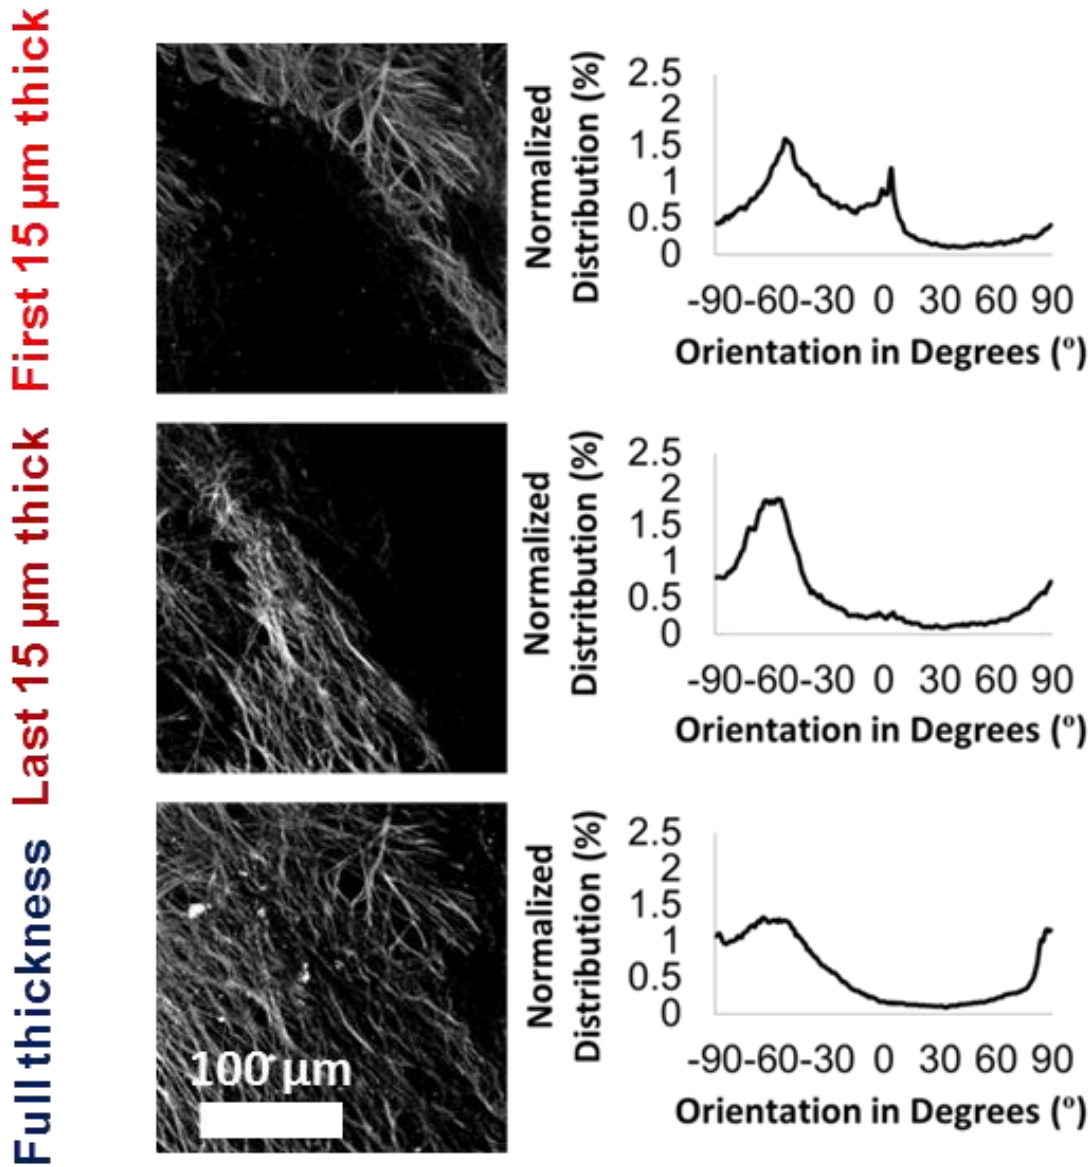 First 15 µm thick
Normalized
Distribution (%)
2.5
2
1.5
1
0.5
0
-90 -60 -30 0 30 60 90
Orientation in Degrees (°)
Last 15 µm thick
Normalized
Distritbution (%)
2.5
2
1.5
1
0.5
0
-90 -60 -30 0 30 60 90
Orientation in Degrees (°)
Full thickness
100 µm
Normalized
Distribution (%)
2.5
2
1.5
1
0.5
0
-90 -60 -30 0 30 60 90
Orientation in Degrees (°)